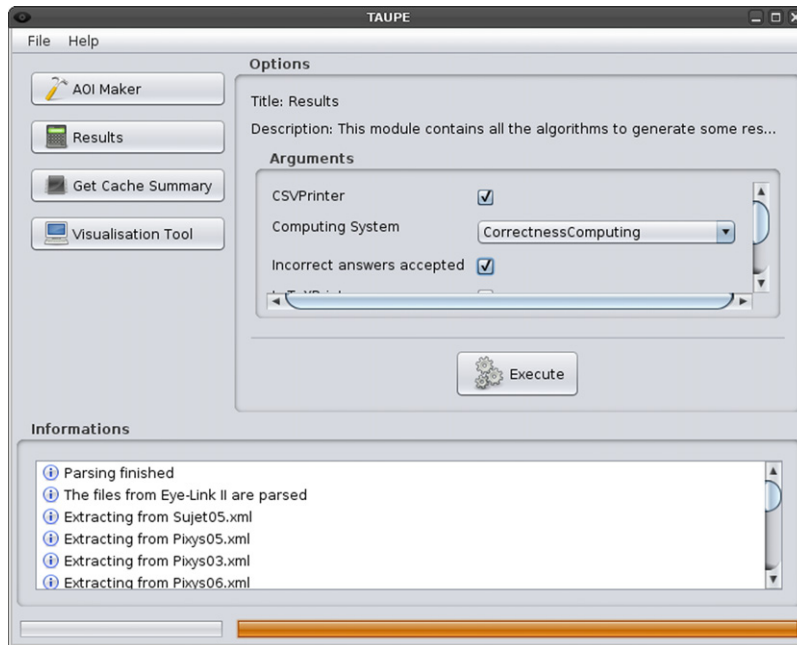 TAUPE
File Help
AOI Maker
Results
Get Cache Summary
Visualisation Tool
Options
Title: Results
Description: This module contains all the algorithms to generate some res...
Arguments
CSVPrinter
Computing System
CorrectnessComputing
Incorrect answers accepted
Execute
Informations
Parsing finished
The files from Eye-Link II are parsed
Extracting from Sujet05.xml
Extracting from Pixys05.xml
Extracting from Pixys03.xml
Extracting from Pixys06.xml